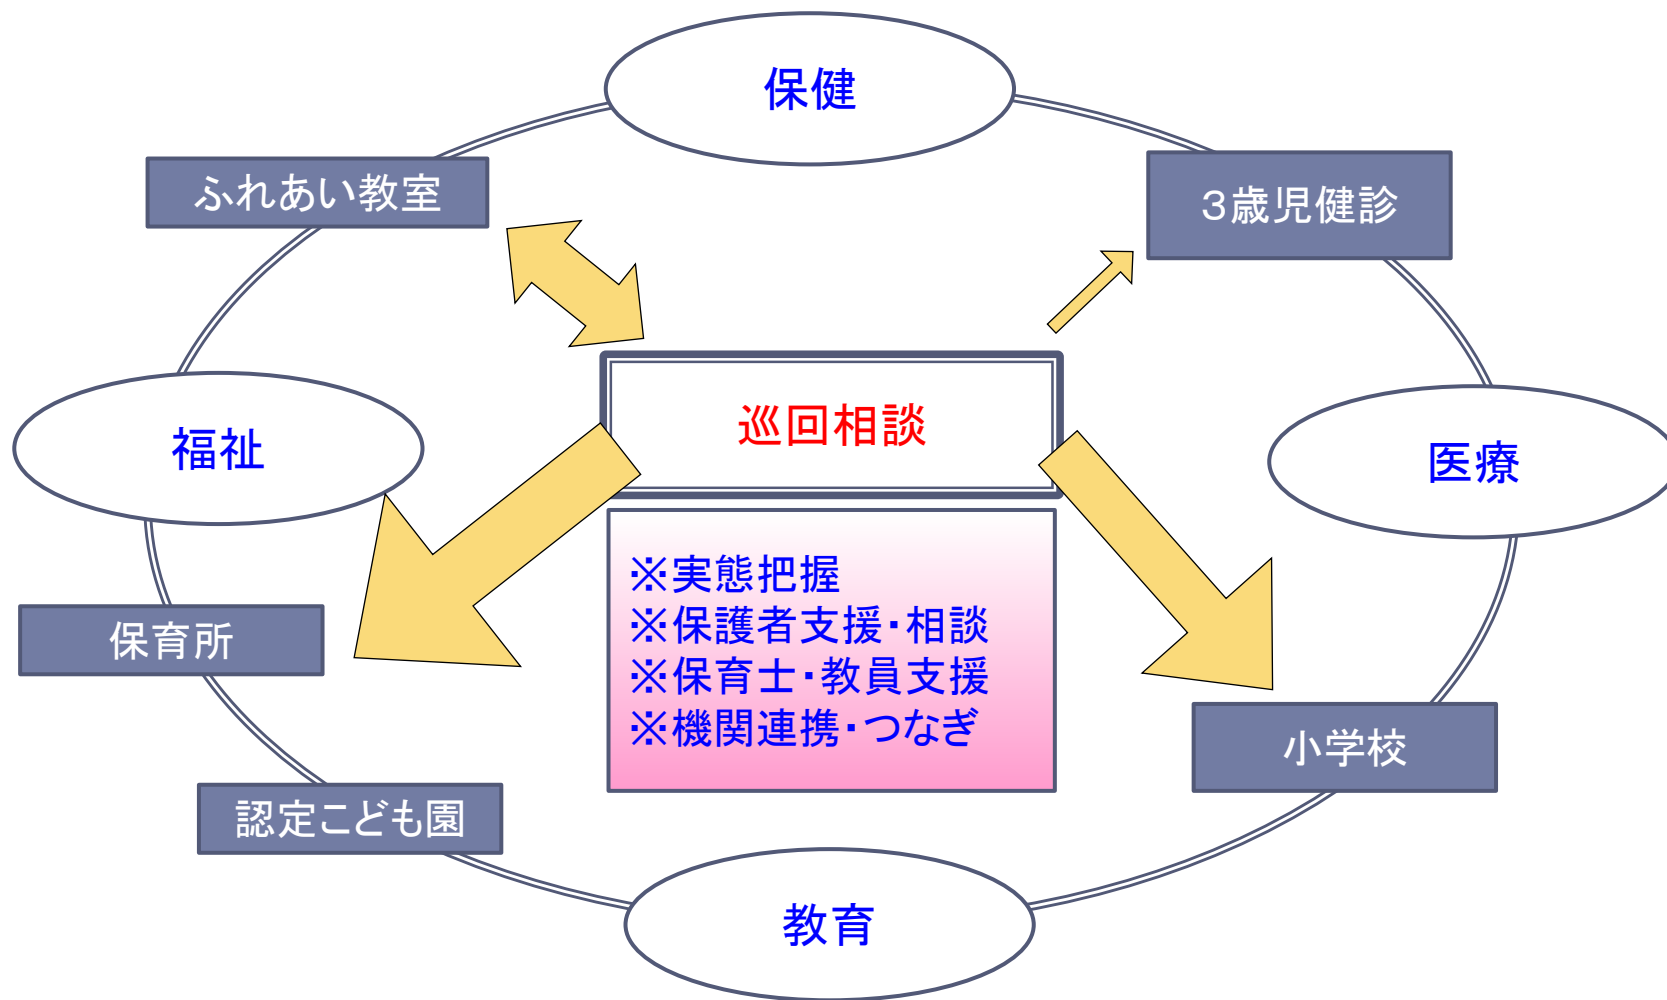 保健
ふれあい教室
３歳児健診
巡回相談
福祉
医療
※実態把握
※保護者支援・相談
※保育士・教員支援
※機関連携・つなぎ
保育所
小学校
認定こども園
教育